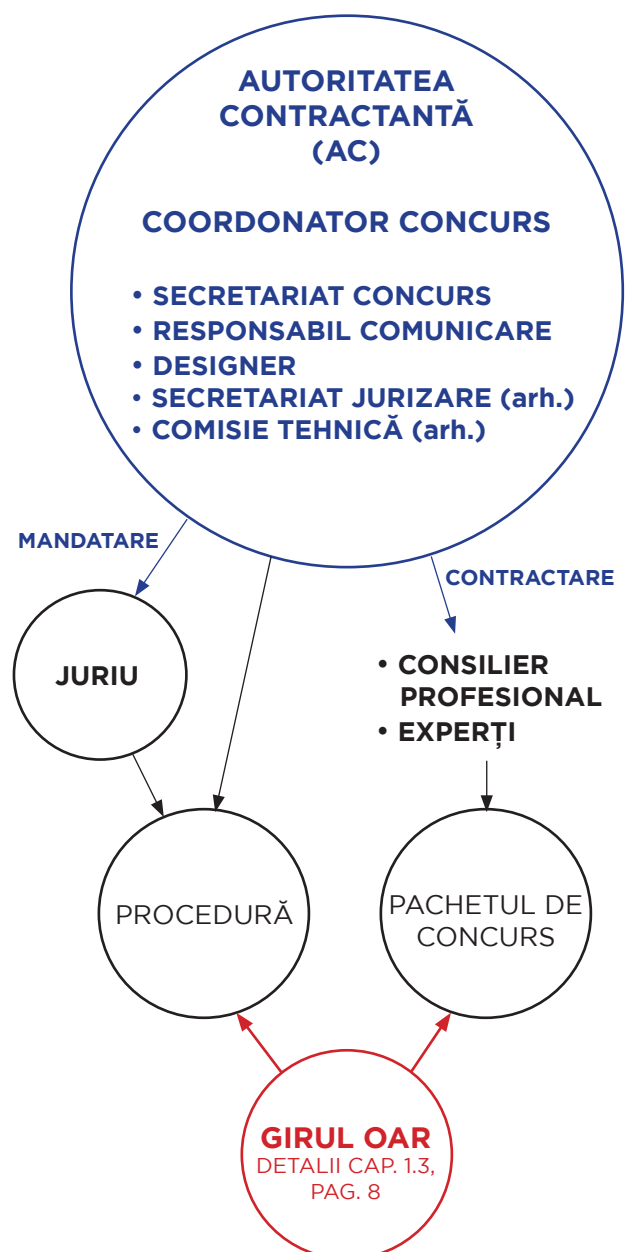 AUTORITATEA
CONTRACTANTĂ
(AC)
COORDONATOR CONCURS
• SECRETARIAT CONCURS
• RESPONSABIL COMUNICARE
• DESIGNER
• SECRETARIAT JURIZARE (arh.)
• COMISIE TEHNICĂ (arh.)
MANDATARE
CONTRACTARE
JURIU
• CONSILIER
PROFESIONAL
• EXPERȚI
PROCEDURĂ
PACHETUL DE
CONCURS
GIRUL OAR
DETALII CAP. 1.3,
PAG. 8